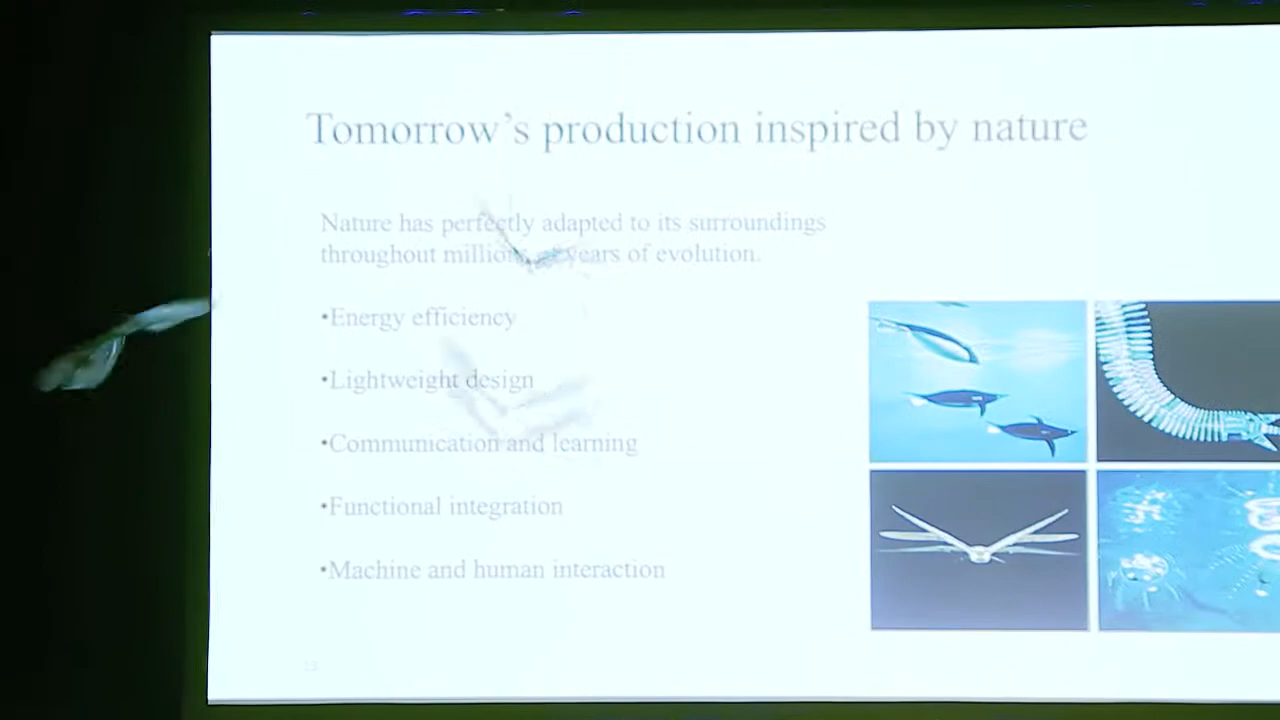 Tomorrow's production inspired by nature
Nature has perfectly adapted to its surroundings
throughout millions of years of evolution.
•Energy efficiency
•Lightweight design
•Communication and learning
•Functional integration
•Machine and human interaction
13